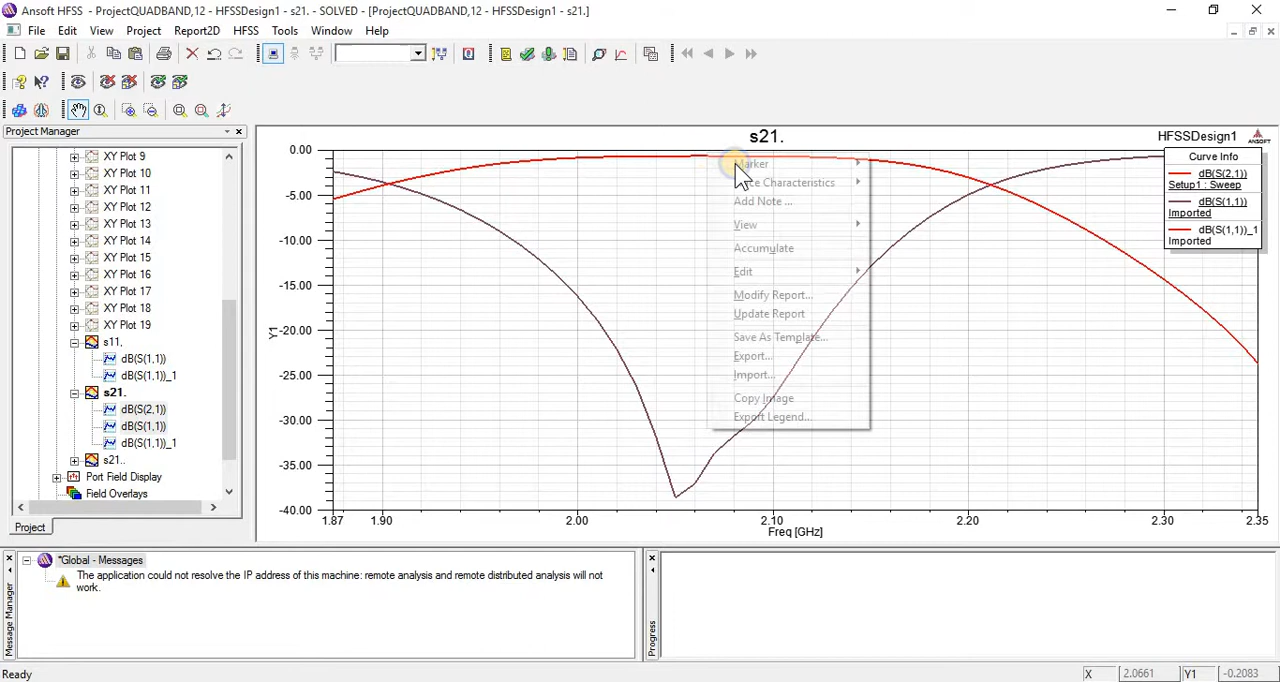 Ansoft HFSS - ProjectQUADBAND,12 - HFSSDesign1 - s21. - SOLVED - [ProjectQUADBAND,12 - HFSSDesign1 - s21.]
File Edit View Project Report2D HFSS Tools Window Help
Project Manager
XY Plot 9
XY Plot 10
XY Plot 11
XY Plot 12
XY Plot 13
XY Plot 14
XY Plot 15
XY Plot 16
XY Plot 17
XY Plot 18
XY Plot 19
s11.
dB(S(1,1))
dB(S(1,1))_1
s21.
dB(S(2,1))
dB(S(1,1))
dB(S(1,1))_1
s21..
Port Field Display
Field Overlays
Project
s21.
HFSSDesign1
ANSOFT
Curve Info
dB(S(2,1))
Setup1 : Sweep
dB(S(1,1))
Imported
dB(S(1,1))_1
Imported
0.00
-5.00
-10.00
-15.00
-20.00
-25.00
-30.00
-35.00
-40.00
Y1
1.87 1.90 2.00 2.10 2.20 2.30 2.35
Freq [GHz]
Add Note ...
View
Accumulate
Edit
Modify Report...
Update Report
Save As Template...
Export...
Import...
Copy Image
Export Legend...
Characteristics
Message Manager
*Global - Messages
The application could not resolve the IP address of this machine: remote analysis and remote distributed analysis will not
work.
Progress
Ready
X 2.0661 Y1 -0.2083